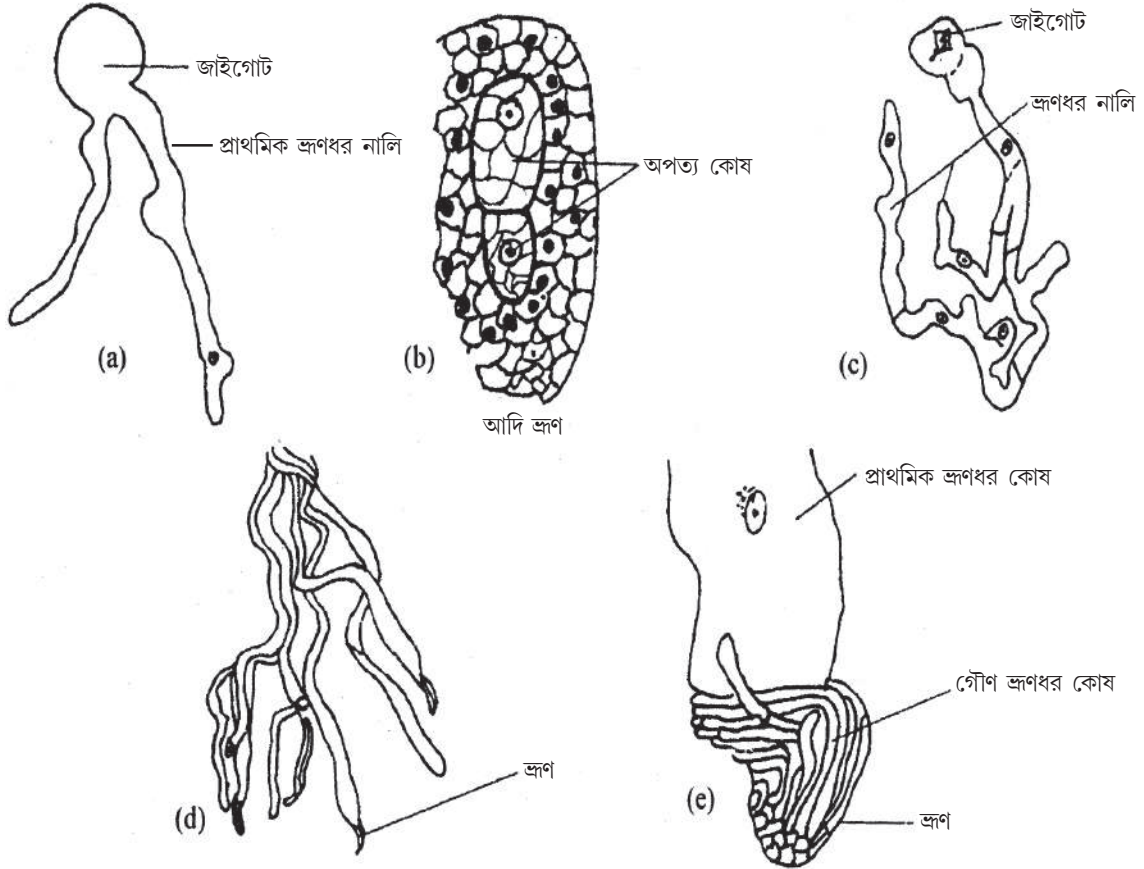 জাইগোট
প্রাথমিক ভ্রূণধর নালি
(a)
অপত্য কোষ
(b)
আদি ভ্রূণ
জাইগোট
ভ্রূণধর নালি
(c)
ভ্রূণ
(d)
প্রাথমিক ভ্রূণধর কোষ
গৌণ ভ্রূণধর কোষ
ভ্রূণ
(e)